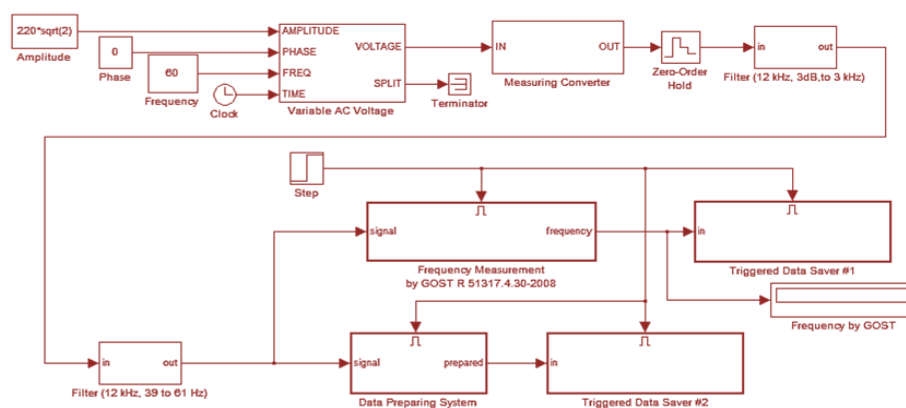 220*sqrt(2)
Amplitude
0
Phase
60
Frequency
Clock
AMPLITUDE
PHASE
FREQ
TIME
VOLTAGE
SPLIT
Variable AC Voltage
Terminator
IN
OUT
Measuring Converter
Zero-Order
Hold
in
out
Filter (12 kHz, 3dB,to 3 kHz)
Step
signal
frequency
Frequency Measurement
by GOST R 51317.4.30-2008
in
Triggered Data Saver #1
Frequency by GOST
in
out
Filter (12 kHz, 39 to 61 Hz)
signal
prepared
Data Preparing System
in
Triggered Data Saver #2